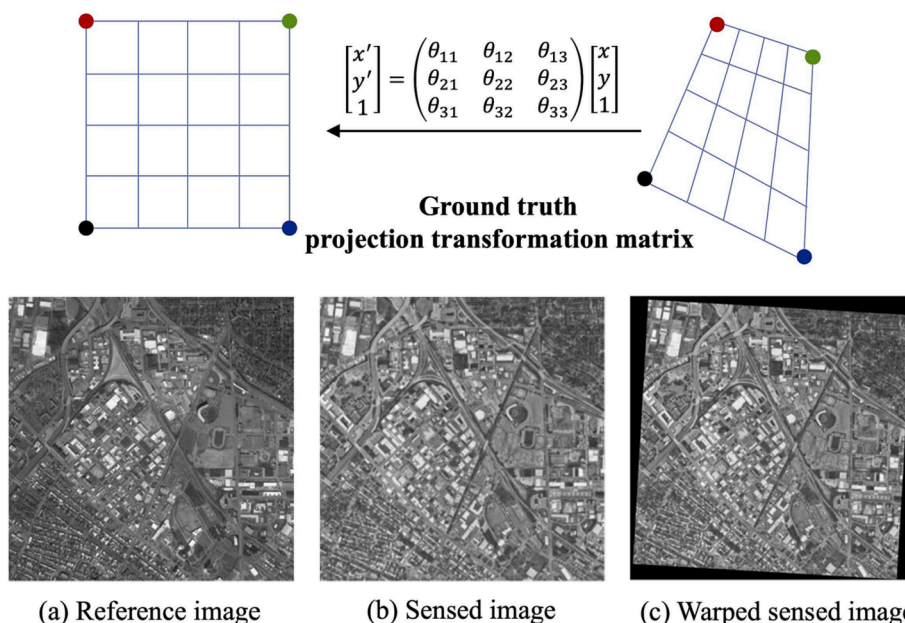 [x′ y′ 1] = (θ₁₁ θ₁₂ θ₁₃ θ₂₁ θ₂₂ θ₂₃ θ₃₁ θ₃₂ θ₃₃) [x y 1]
Ground truth
projection transformation matrix
(a) Reference image
(b) Sensed image
(c) Warped sensed image